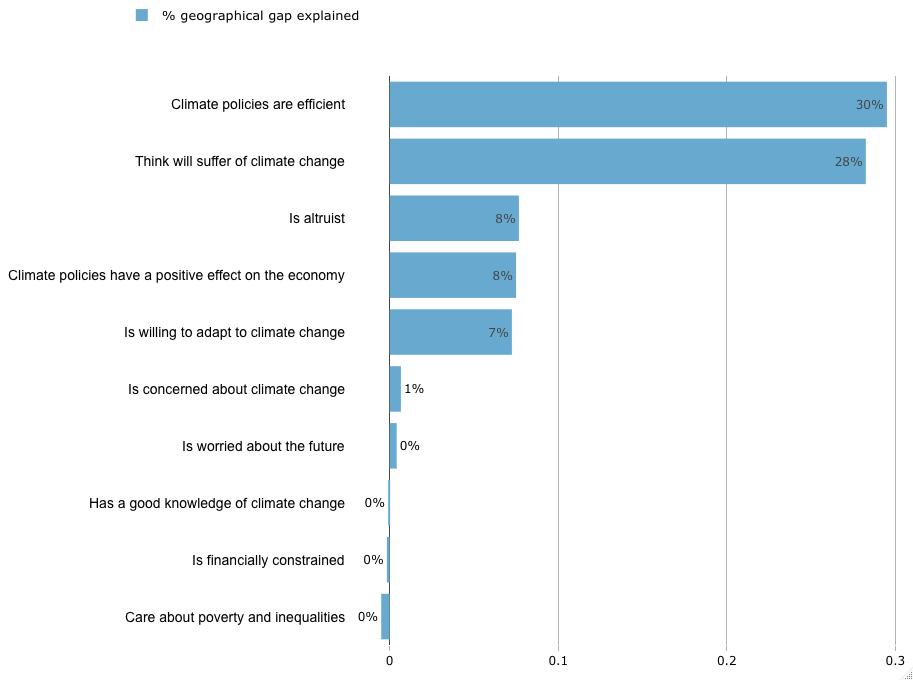 % geographical gap explained
Climate policies are efficient 30%
Think will suffer of climate change 28%
Is altruist 8%
Climate policies have a positive effect on the economy 8%
Is willing to adapt to climate change 7%
Is concerned about climate change 1%
Is worried about the future 0%
Has a good knowledge of climate change 0%
Is financially constrained 0%
Care about poverty and inequalities 0%
0 0.1 0.2 0.3